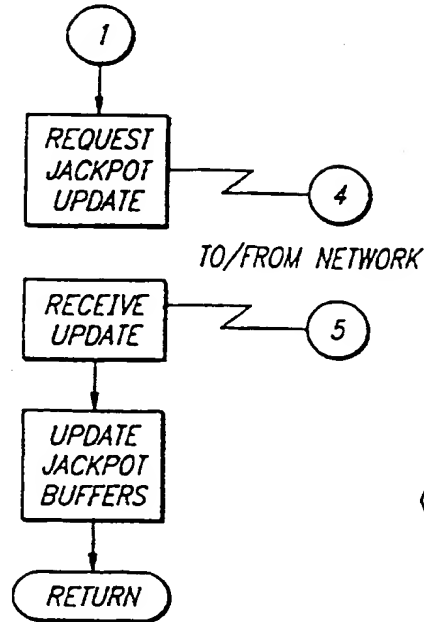 1
REQUEST
JACKPOT
UPDATE
4
TO/FROM NETWORK
RECEIVE
UPDATE
5
UPDATE
JACKPOT
BUFFERS
RETURN